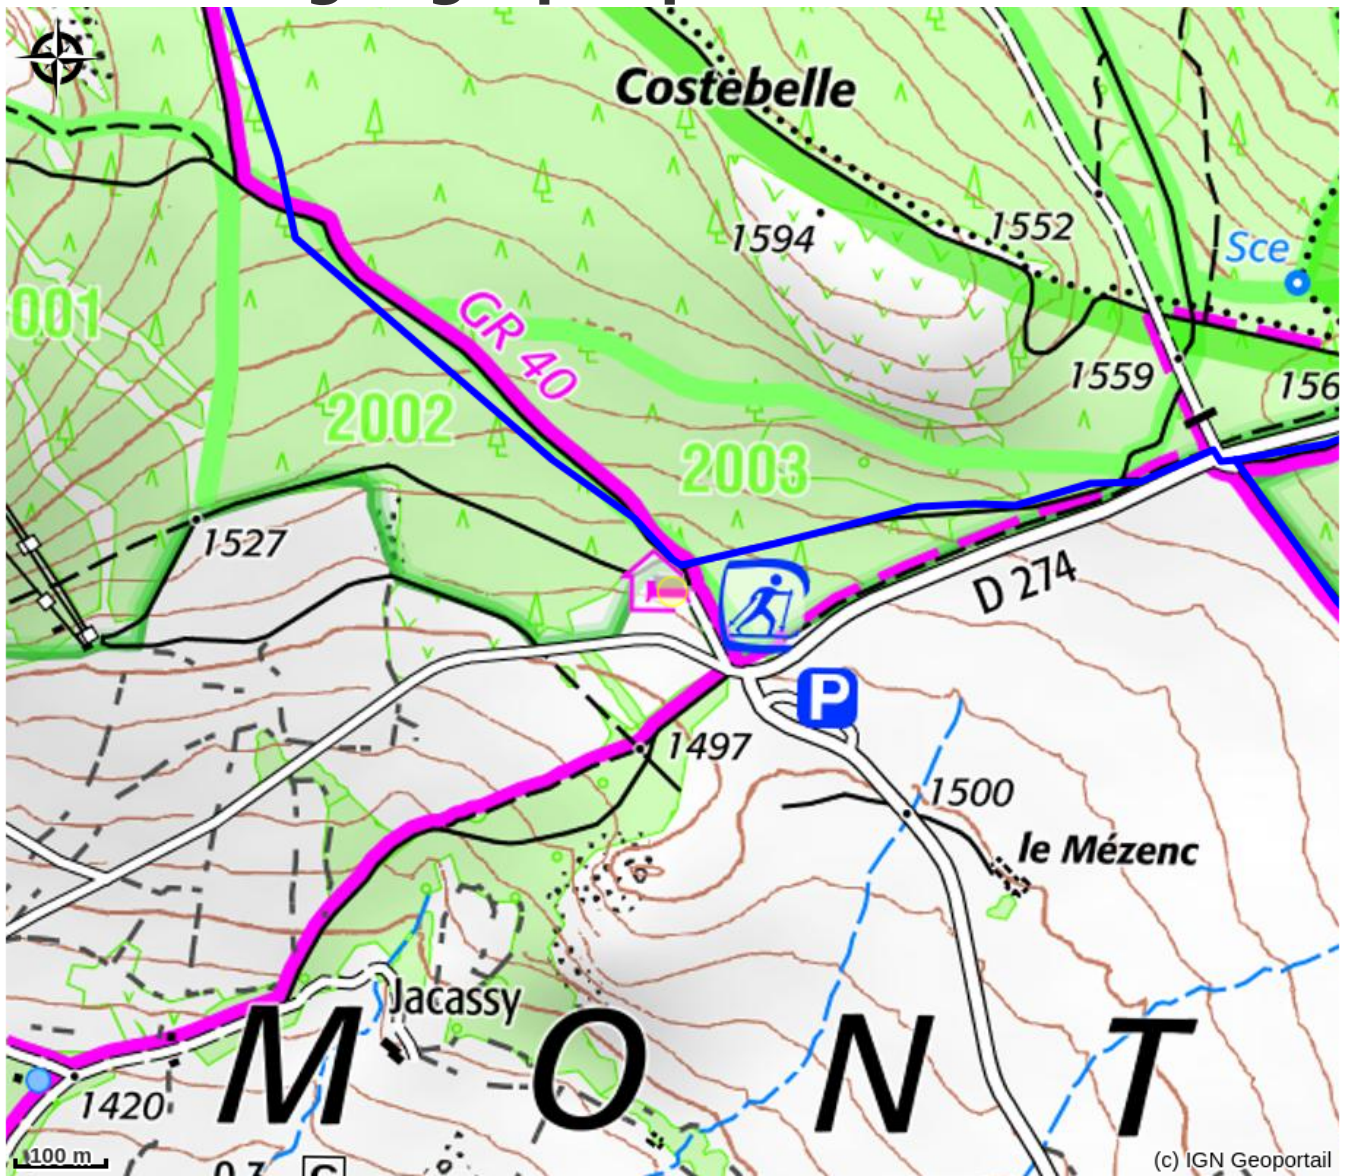 Costebelle
1594
1552
Sce
001
GR 40
1559
156
2002
2003
1527
D 274
P
1497
1500
le Mézenc
Jacassy
M O N T
1420
100 m
(c) IGN Geoportail